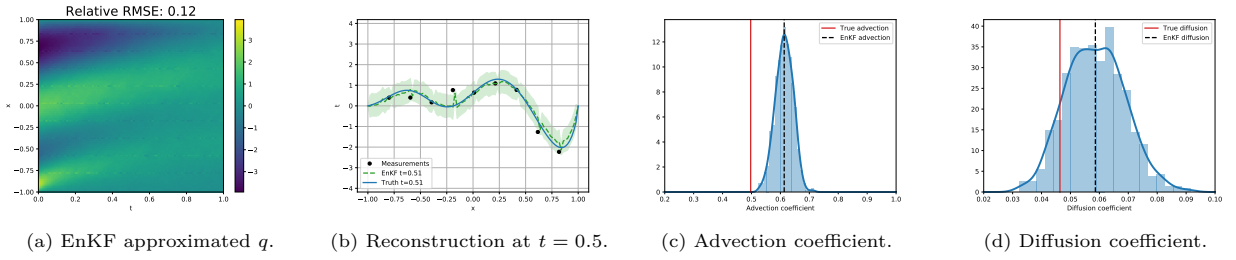 Relative RMSE: 0.12
1.00
0.75
0.50
0.25
0.00
−0.25
−0.50
−0.75
−1.00
x
0.0 0.2 0.4 0.6 0.8 1.0
t
3
2
1
0
−1
−2
−3
(a) EnKF approximated q.
4
3
2
1
0
−1
−2
−3
−4
t
Measurements
EnKF t=0.51
Truth t=0.51
−1.00 −0.75 −0.50 −0.25 0.00 0.25 0.50 0.75 1.00
x
(b) Reconstruction at t = 0.5.
True advection
EnKF advection
12
10
8
6
4
2
0
0.2 0.3 0.4 0.5 0.6 0.7 0.8 0.9 1.0
Advection coefficient
(c) Advection coefficient.
True diffusion
EnKF diffusion
40
35
30
25
20
15
10
5
0
0.02 0.03 0.04 0.05 0.06 0.07 0.08 0.09 0.10
Diffusion coefficient
(d) Diffusion coefficient.